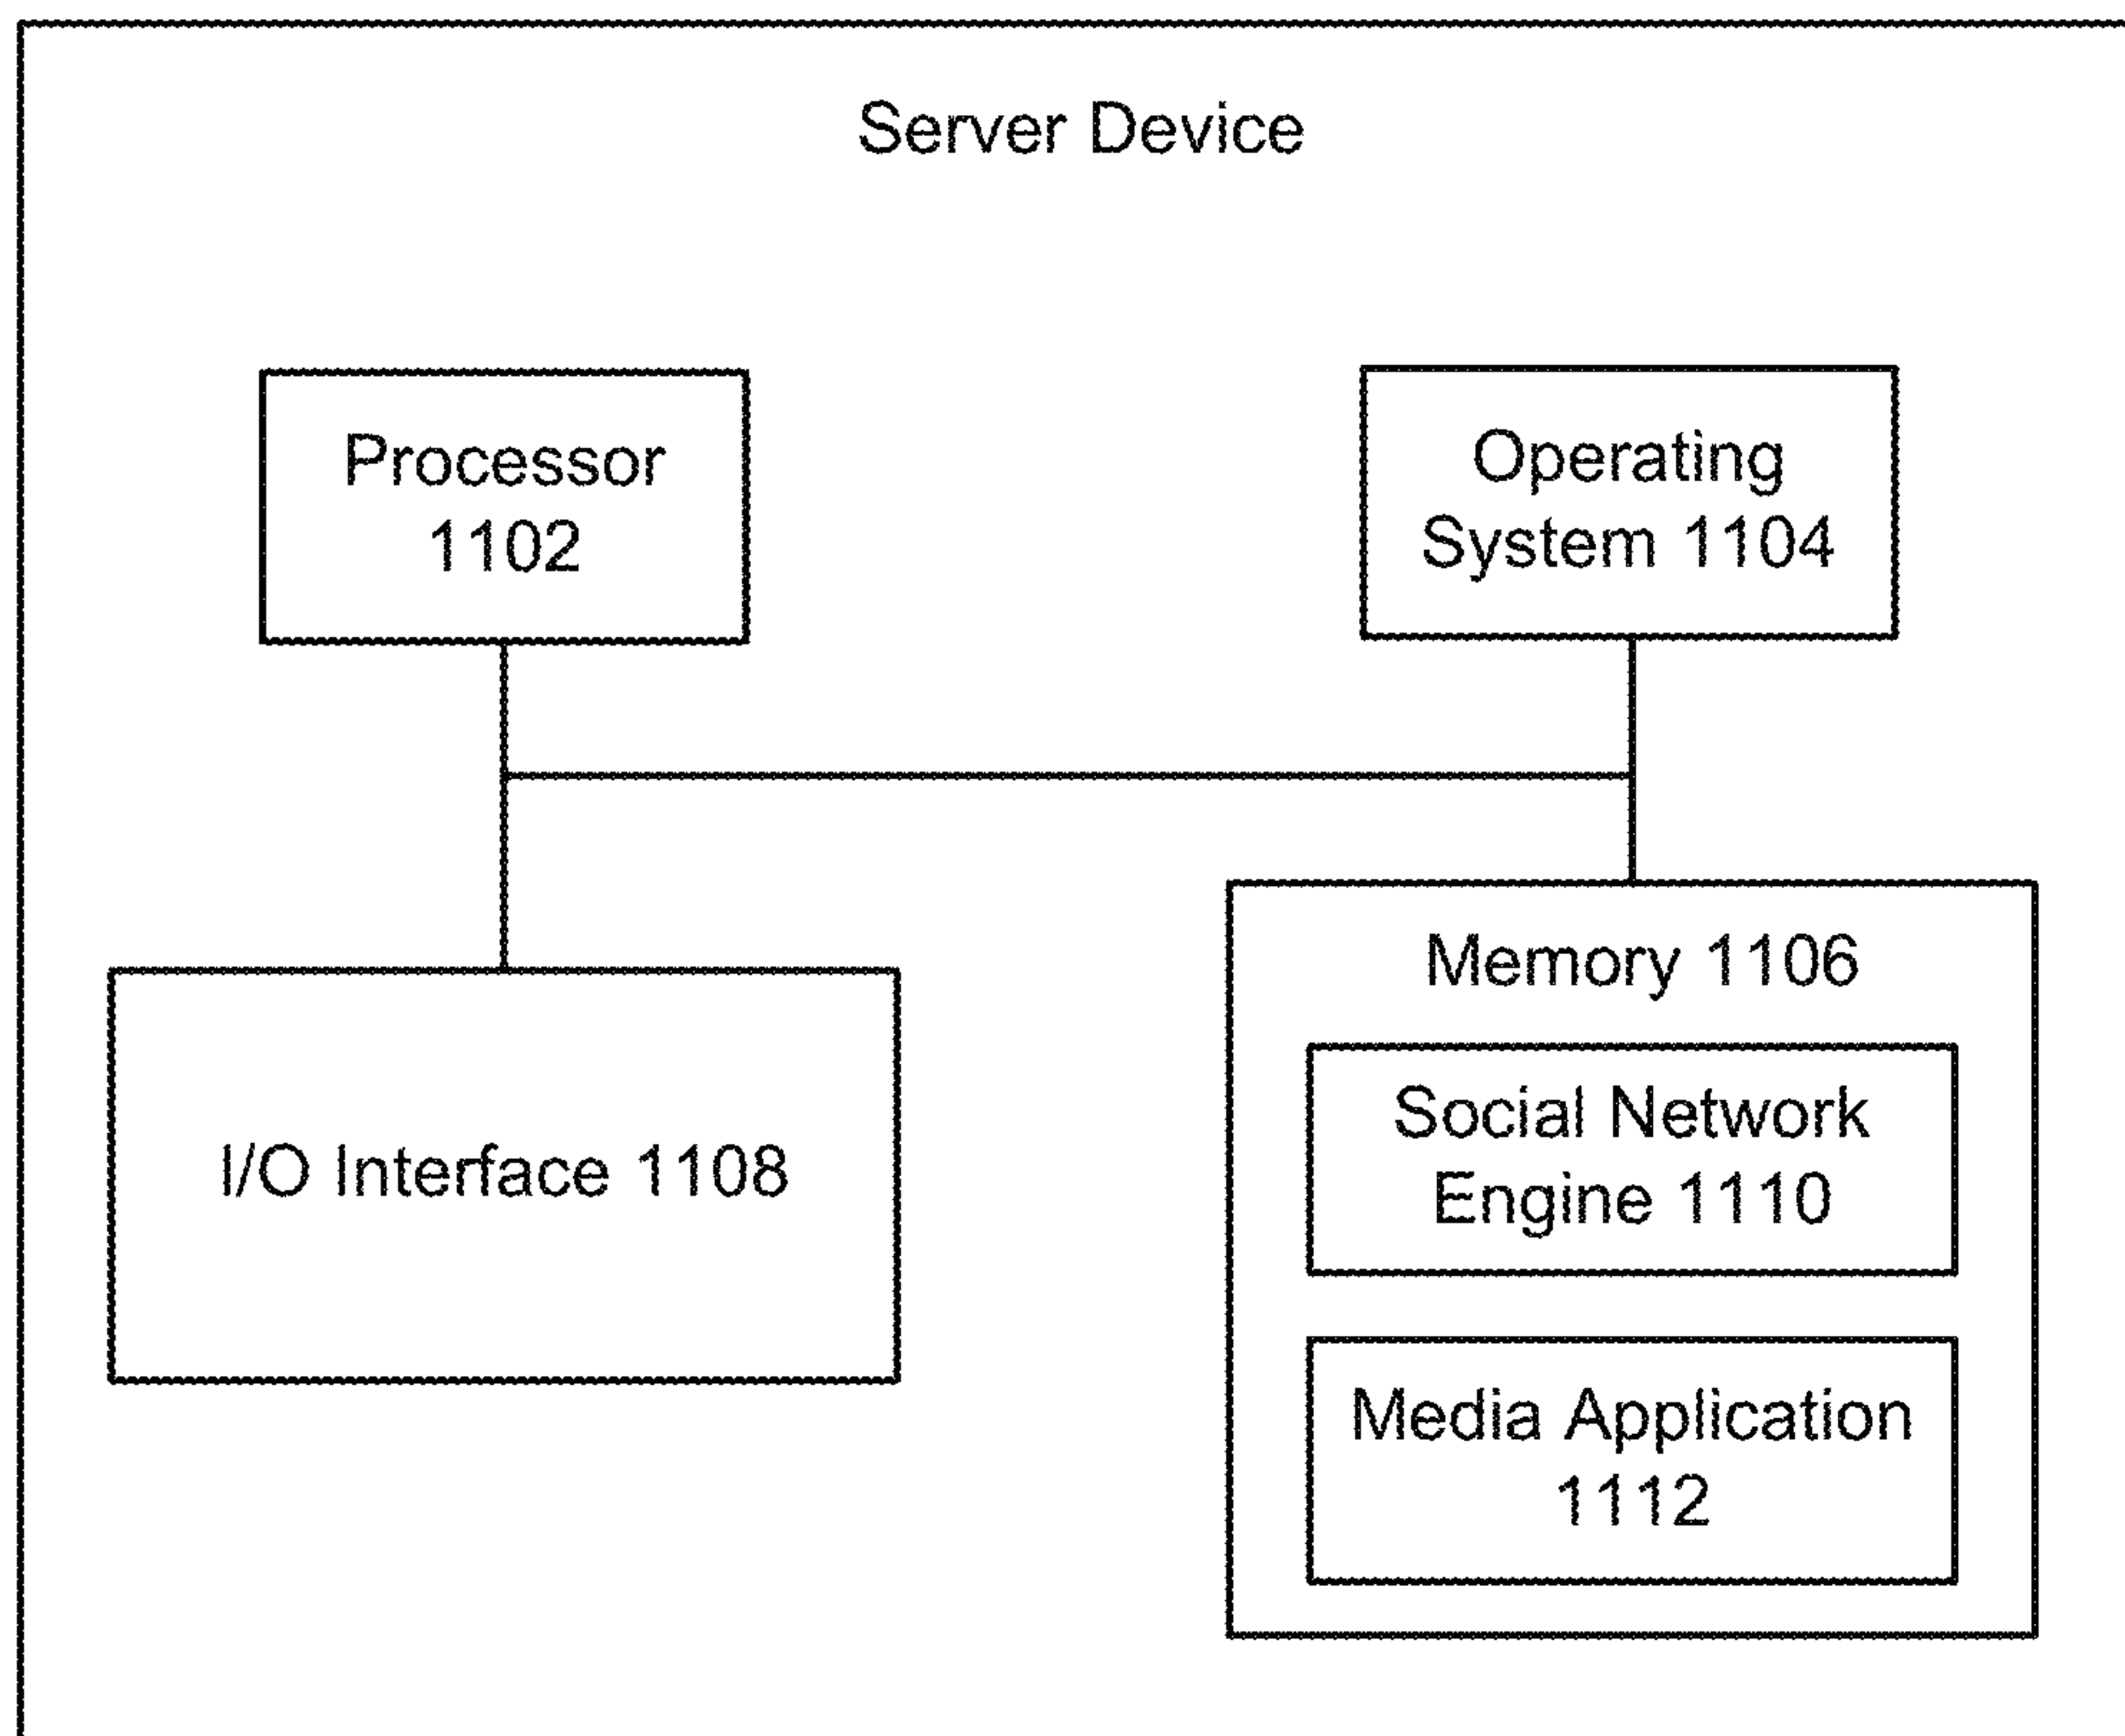 Server Device
Processor
1102
Operating
System 1104
I/O Interface 1108
Memory 1106
Social Network
Engine 1110
Media Application
1112